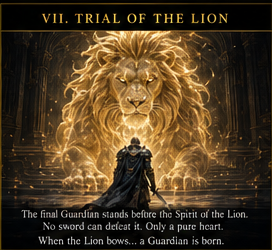 VII. TRIAL OF THE LION
The final Guardian stands before the Spirit of the Lion.
No sword can defeat it. Only a pure heart.
When the Lion bows... a Guardian is born.